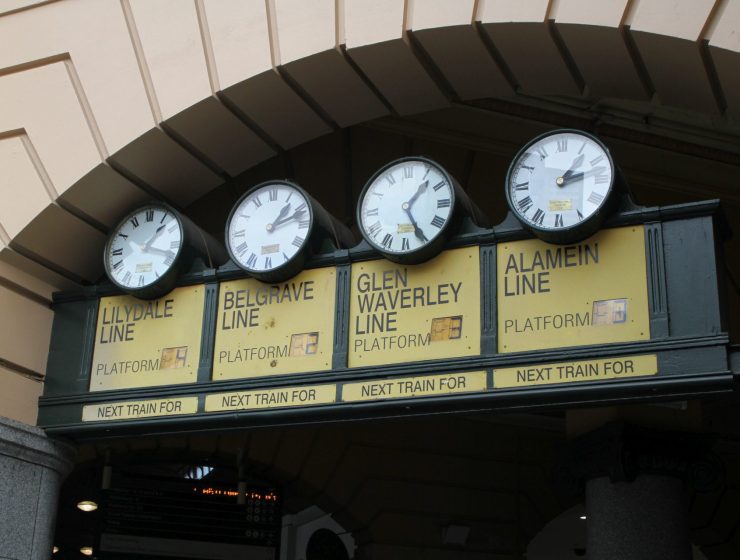 LILYDALE
LINE
PLATFORM
NEXT TRAIN FOR
BELGRAVE
LINE
PLATFORM
NEXT TRAIN FOR
GLEN
WAVERLEY
LINE
PLATFORM
NEXT TRAIN FOR
ALAMEIN
LINE
PLATFORM
NEXT TRAIN FOR